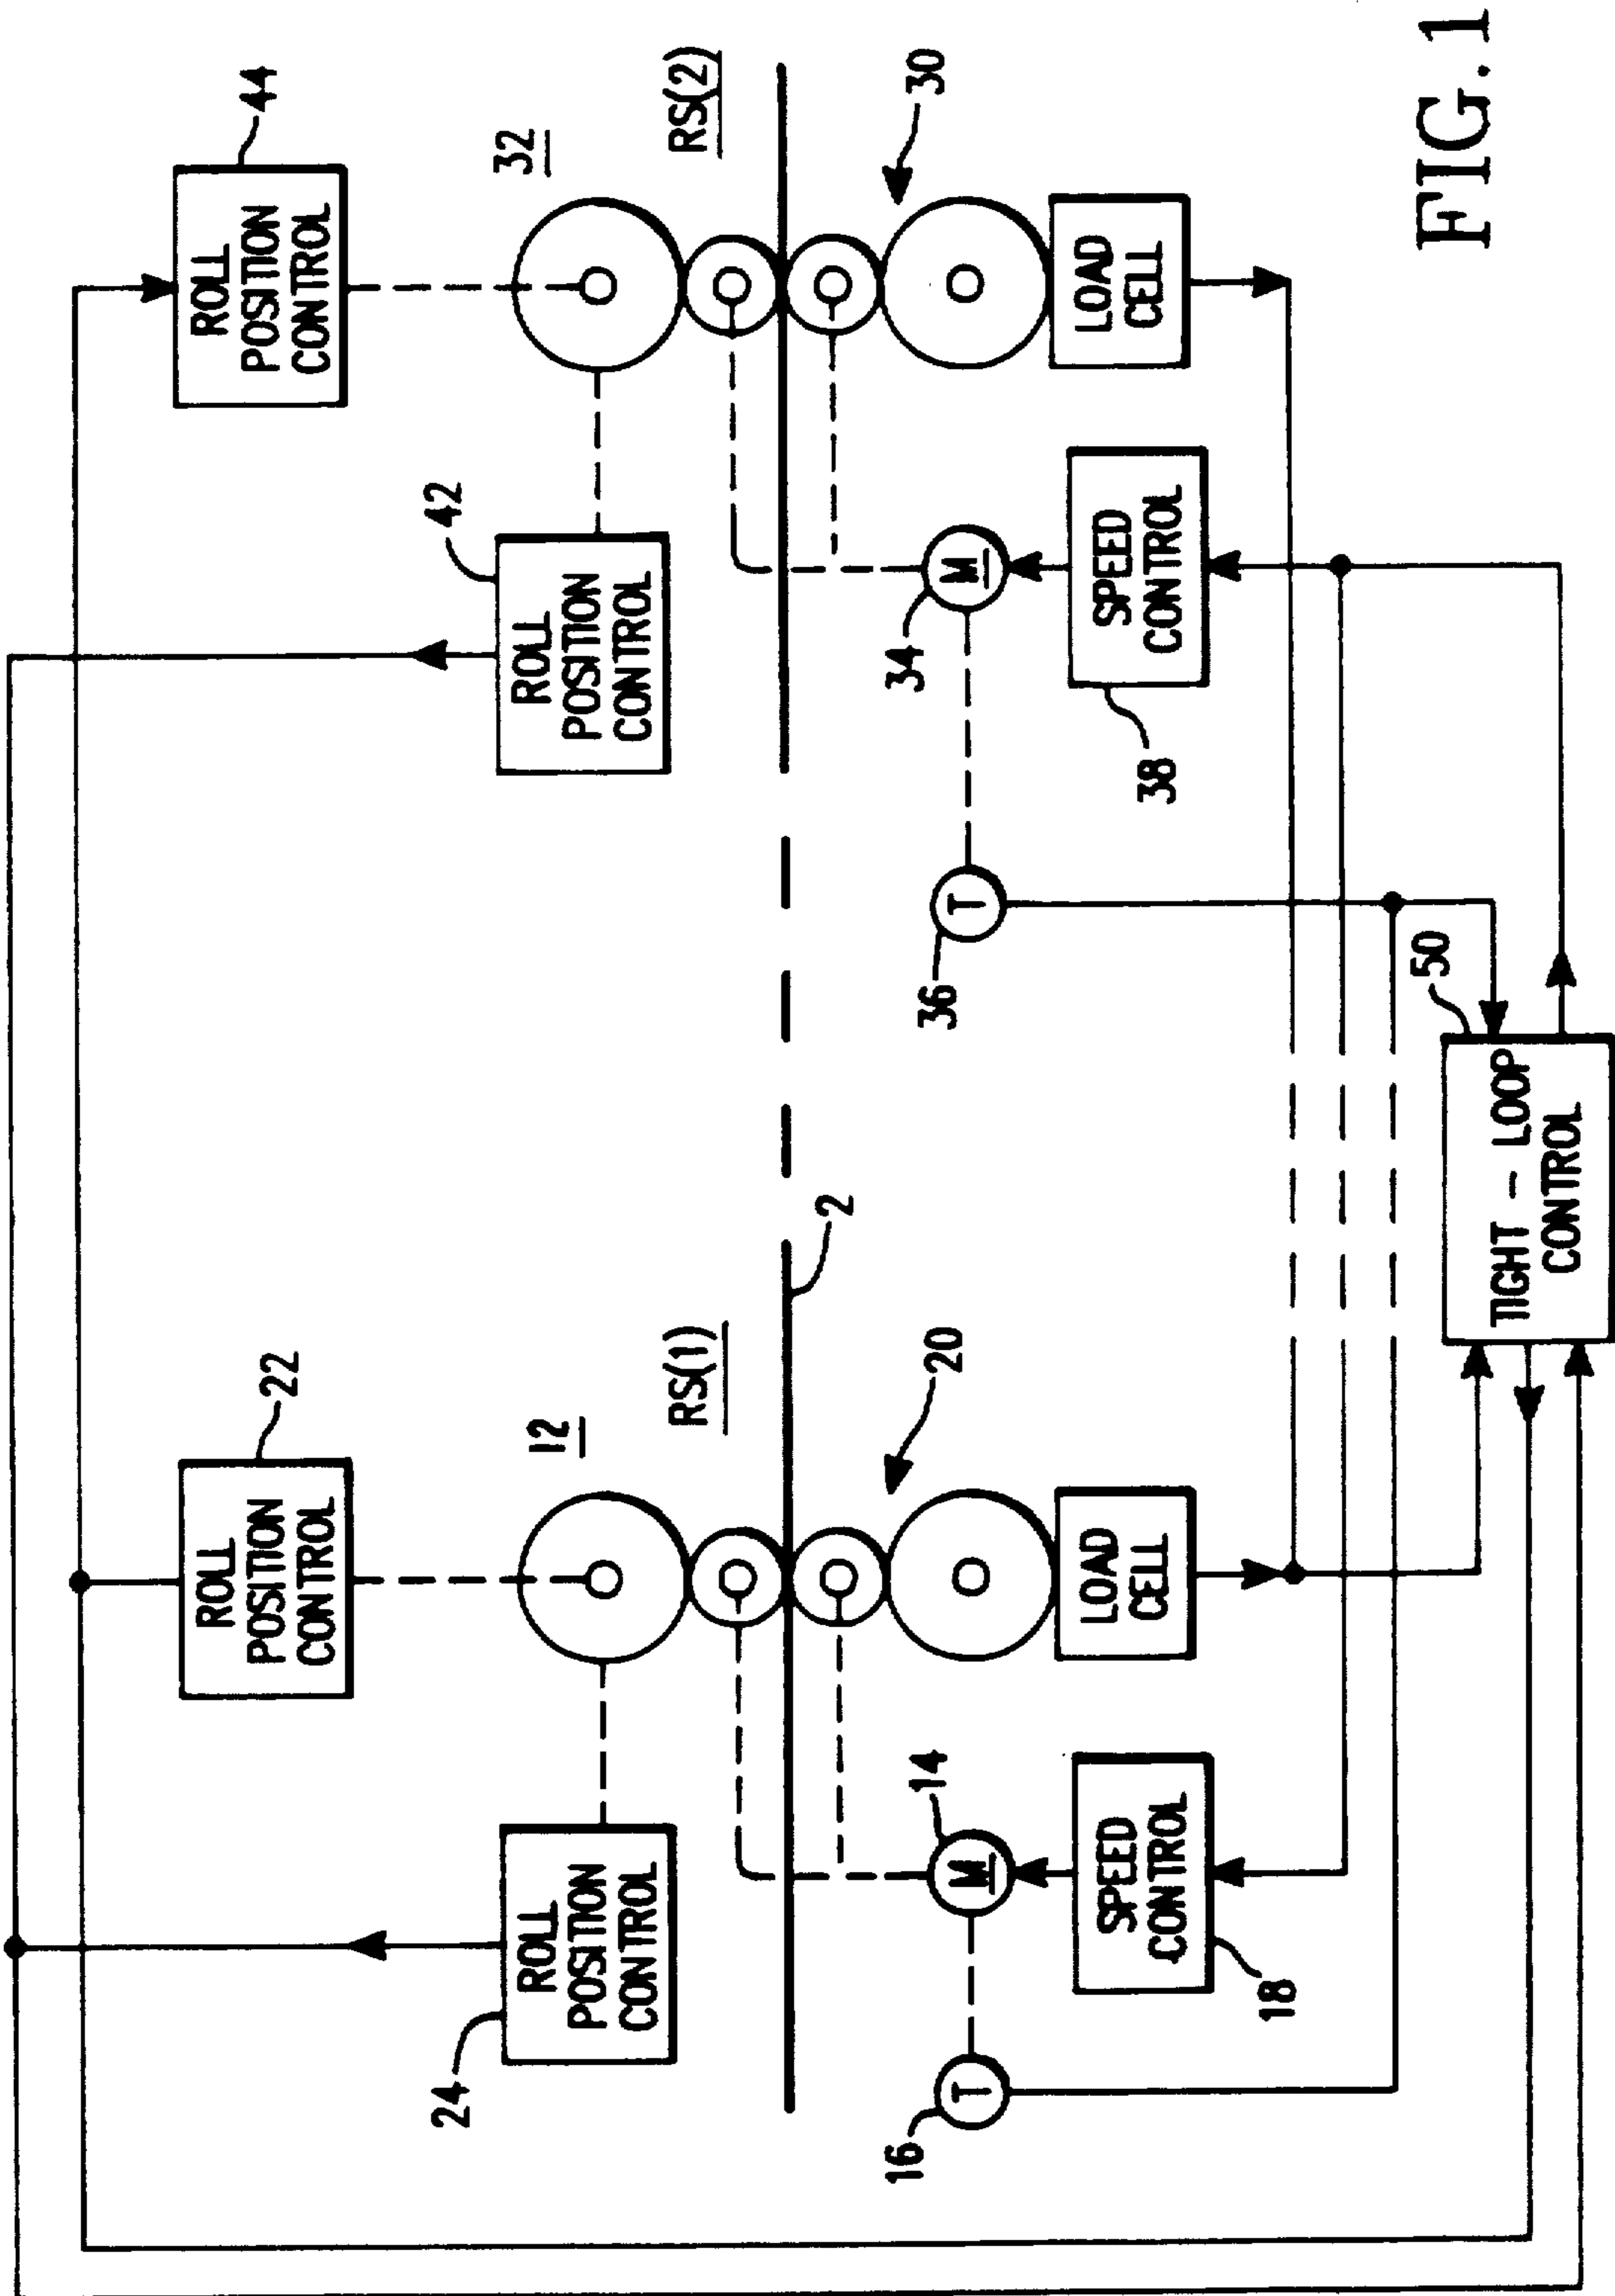 22
ROLL
POSITION
CONTROL
44
ROLL
POSITION
CONTROL
24
ROLL
POSITION
CONTROL
12
RS(1)
42
ROLL
POSITION
CONTROL
32
RS(2)
2
16
T
14
M
20
SPEED
CONTROL
18
LOAD
CELL
36
T
34
M
30
SPEED
CONTROL
38
LOAD
CELL
50
TIGHT - LOOP
CONTROL
FIG. 1